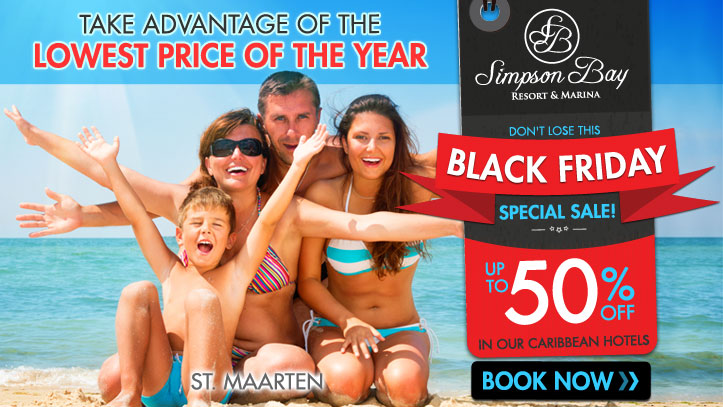 TAKE ADVANTAGE OF THE
LOWEST PRICE OF THE YEAR
SB
Simpson Bay
RESORT & MARINA
DON'T LOSE THIS
BLACK FRIDAY
SPECIAL SALE!
UP TO 50% OFF
IN OUR CARIBBEAN HOTELS
ST. MAARTEN
BOOK NOW »